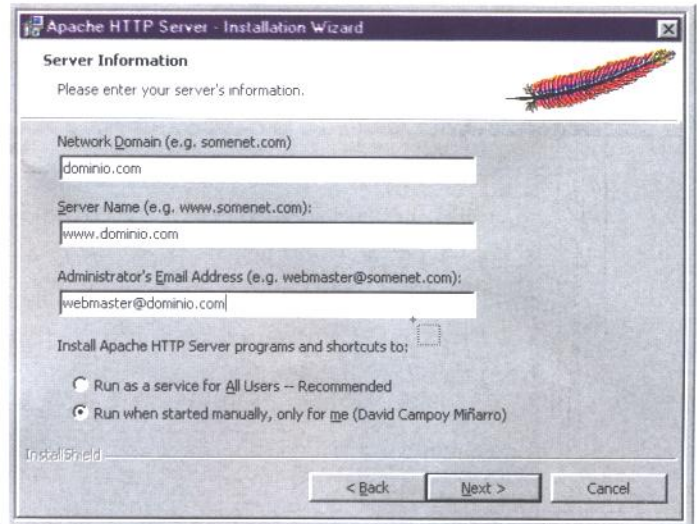 Apache HTTP Server - Installation Wizard
Server Information
Please enter your server's information.
Network Domain (e.g. somenet.com)
dominio.com
Server Name (e.g. www.somenet.com):
www.dominio.com
Administrator's Email Address (e.g. webmaster@somenet.com):
webmaster@dominio.com
Install Apache HTTP Server programs and shortcuts to:
Run as a service for All Users -- Recommended
Run when started manually, only for me (David Campoy Miñarro)
InstallShield
< Back
Next >
Cancel